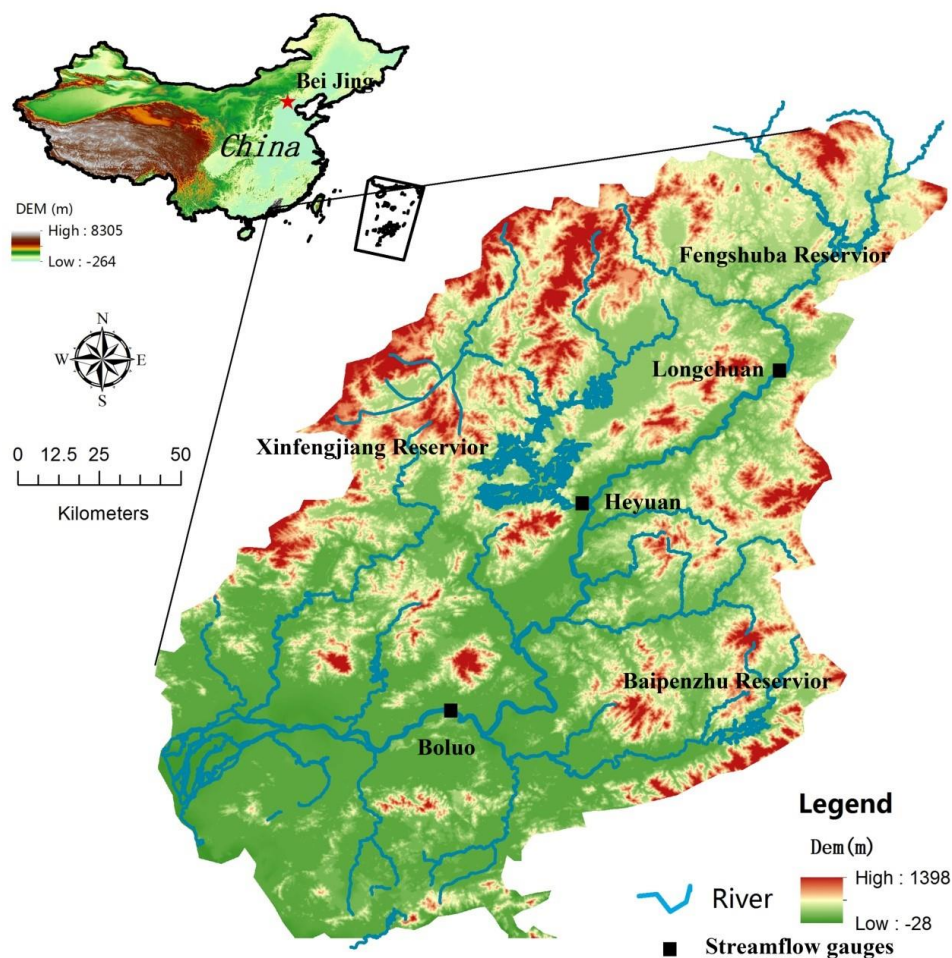 Bei Jing
China
DEM (m)
High : 8305
Low : -264
N
W E
S
0 12.5 25 50
Kilometers
Fengshuba Reservior
Longchuan
Xinfengjiang Reservior
Heyuan
Baipenzhu Reservior
Boluo
Legend
Dem(m)
High : 1398
Low : -28
River
Streamflow gauges